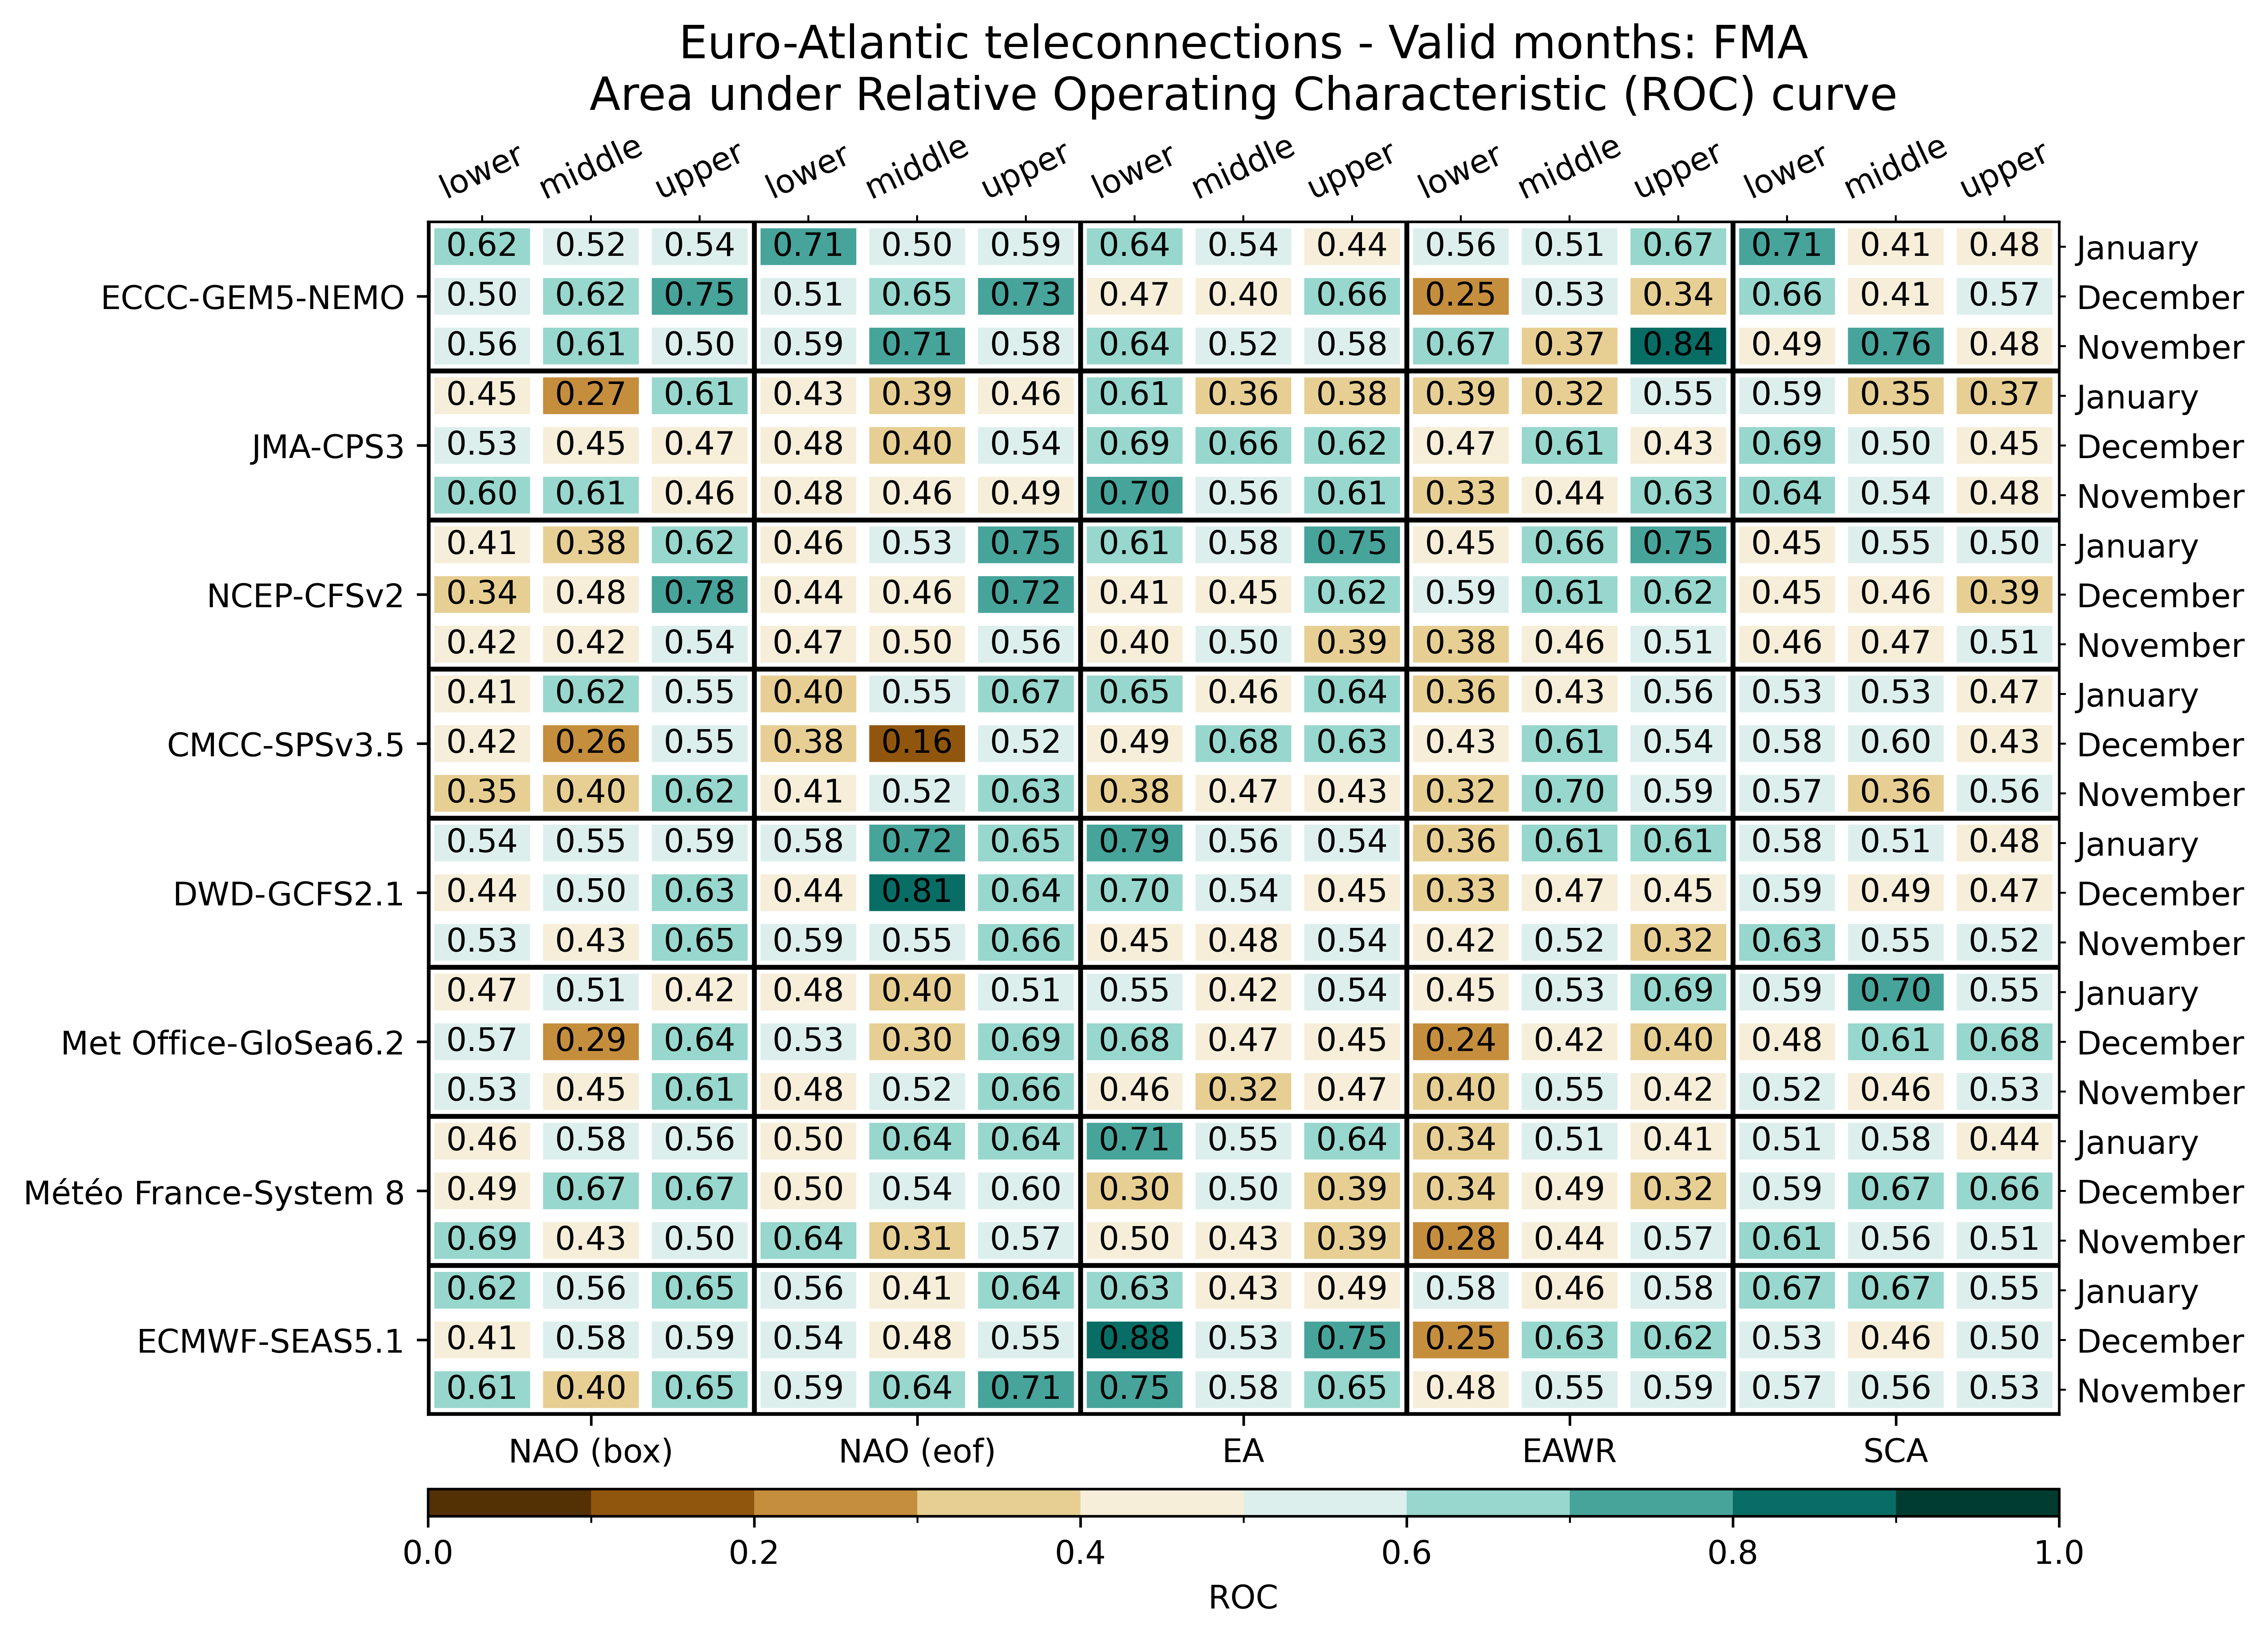 Euro-Atlantic teleconnections - Valid months: FMA
Area under Relative Operating Characteristic (ROC) curve
lower middle upper lower middle upper lower middle upper lower middle upper lower middle upper
0.62 0.52 0.54 0.71 0.50 0.59 0.64 0.54 0.44 0.56 0.51 0.67 0.71 0.41 0.48 January
ECCC-GEM5-NEMO 0.50 0.62 0.75 0.51 0.65 0.73 0.47 0.40 0.66 0.25 0.53 0.34 0.66 0.41 0.57 December
0.56 0.61 0.50 0.59 0.71 0.58 0.64 0.52 0.58 0.67 0.37 0.84 0.49 0.76 0.48 November
0.45 0.27 0.61 0.43 0.39 0.46 0.61 0.36 0.38 0.39 0.32 0.55 0.59 0.35 0.37 January
JMA-CPS3 0.53 0.45 0.47 0.48 0.40 0.54 0.69 0.66 0.62 0.47 0.61 0.43 0.69 0.50 0.45 December
0.60 0.61 0.46 0.48 0.46 0.49 0.70 0.56 0.61 0.33 0.44 0.63 0.64 0.54 0.48 November
0.41 0.38 0.62 0.46 0.53 0.75 0.61 0.58 0.75 0.45 0.66 0.75 0.45 0.55 0.50 January
NCEP-CFSv2 0.34 0.48 0.78 0.44 0.46 0.72 0.41 0.45 0.62 0.59 0.61 0.62 0.45 0.46 0.39 December
0.42 0.42 0.54 0.47 0.50 0.56 0.40 0.50 0.39 0.38 0.46 0.51 0.46 0.47 0.51 November
0.41 0.62 0.55 0.40 0.55 0.67 0.65 0.46 0.64 0.36 0.43 0.56 0.53 0.53 0.47 January
CMCC-SPSv3.5 0.42 0.26 0.55 0.38 0.16 0.52 0.49 0.68 0.63 0.43 0.61 0.54 0.58 0.60 0.43 December
0.35 0.40 0.62 0.41 0.52 0.63 0.38 0.47 0.43 0.32 0.70 0.59 0.57 0.36 0.56 November
0.54 0.55 0.59 0.58 0.72 0.65 0.79 0.56 0.54 0.36 0.61 0.61 0.58 0.51 0.48 January
DWD-GCFS2.1 0.44 0.50 0.63 0.44 0.81 0.64 0.70 0.54 0.45 0.33 0.47 0.45 0.59 0.49 0.47 December
0.53 0.43 0.65 0.59 0.55 0.66 0.45 0.48 0.54 0.42 0.52 0.32 0.63 0.55 0.52 November
0.47 0.51 0.42 0.48 0.40 0.51 0.55 0.42 0.54 0.45 0.53 0.69 0.59 0.70 0.55 January
Met Office-GloSea6.2 0.57 0.29 0.64 0.53 0.30 0.69 0.68 0.47 0.45 0.24 0.42 0.40 0.48 0.61 0.68 December
0.53 0.45 0.61 0.48 0.52 0.66 0.46 0.32 0.47 0.40 0.55 0.42 0.52 0.46 0.53 November
0.46 0.58 0.56 0.50 0.64 0.64 0.71 0.55 0.64 0.34 0.51 0.41 0.51 0.58 0.44 January
Météo France-System 8 0.49 0.67 0.67 0.50 0.54 0.60 0.30 0.50 0.39 0.34 0.49 0.32 0.59 0.67 0.66 December
0.69 0.43 0.50 0.64 0.31 0.57 0.50 0.43 0.39 0.28 0.44 0.57 0.61 0.56 0.51 November
0.62 0.56 0.65 0.56 0.41 0.64 0.63 0.43 0.49 0.58 0.46 0.58 0.67 0.67 0.55 January
ECMWF-SEAS5.1 0.41 0.58 0.59 0.54 0.48 0.55 0.88 0.53 0.75 0.25 0.63 0.62 0.53 0.46 0.50 December
0.61 0.40 0.65 0.59 0.64 0.71 0.75 0.58 0.65 0.48 0.55 0.59 0.57 0.56 0.53 November
NAO (box) NAO (eof) EA EAWR SCA
0.0 0.2 0.4 0.6 0.8 1.0
ROC